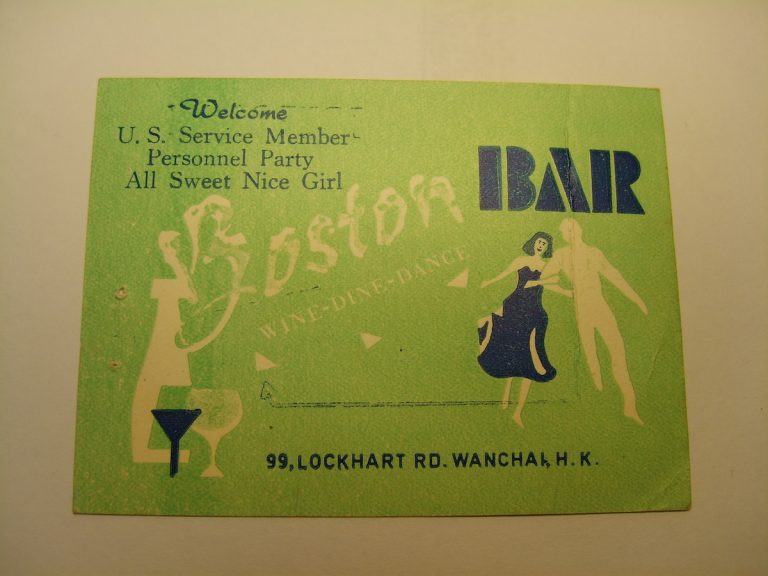 Welcome
U. S. Service Member
Personnel Party
All Sweet Nice Girl
Boston
BAR
WINE-DINE-DANCE
99, LOCKHART RD. WANCHAI, H. K.